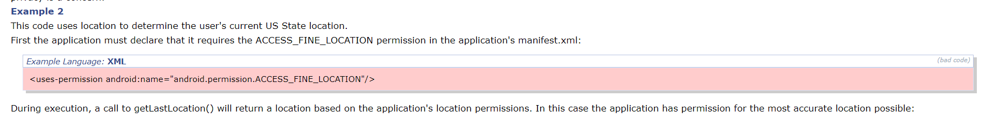 Example 2
This code uses location to determine the user's current US State location.
First the application must declare that it requires the ACCESS_FINE_LOCATION permission in the application's manifest.xml:
Example Language: XML (bad code)
<uses-permission android:name="android.permission.ACCESS_FINE_LOCATION"/>
During execution, a call to getLastLocation() will return a location based on the application's location permissions. In this case the application has permission for the most accurate location possible: